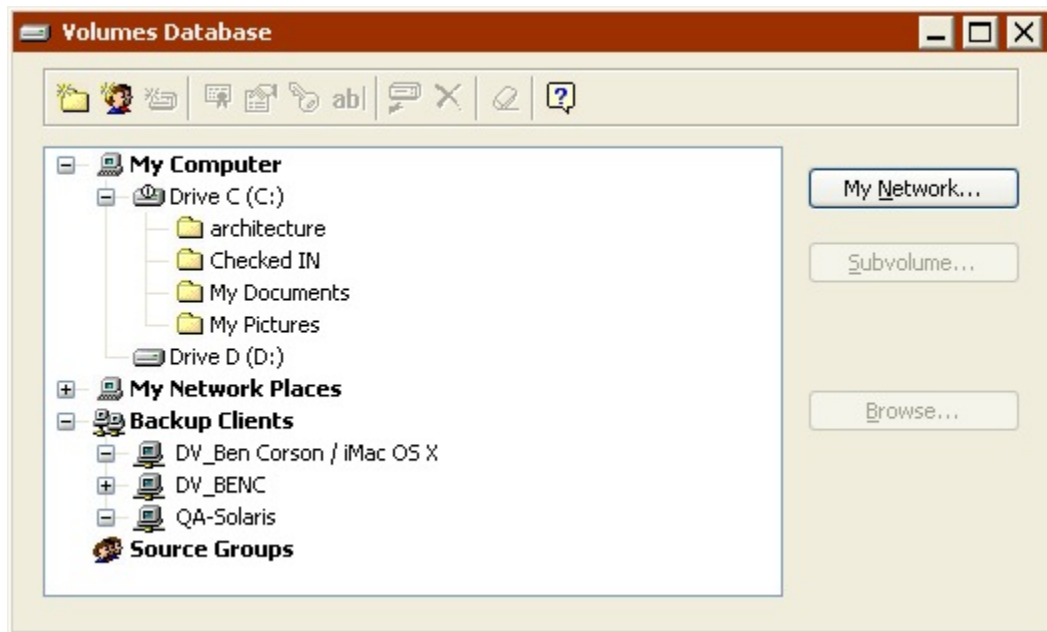 Volumes Database
ab|
My Computer
Drive C (C:)
architecture
Checked IN
My Documents
My Pictures
Drive D (D:)
My Network Places
Backup Clients
DV_Ben Corson / iMac OS X
DV_BENC
QA-Solaris
Source Groups
My Network...
Subvolume...
Browse...